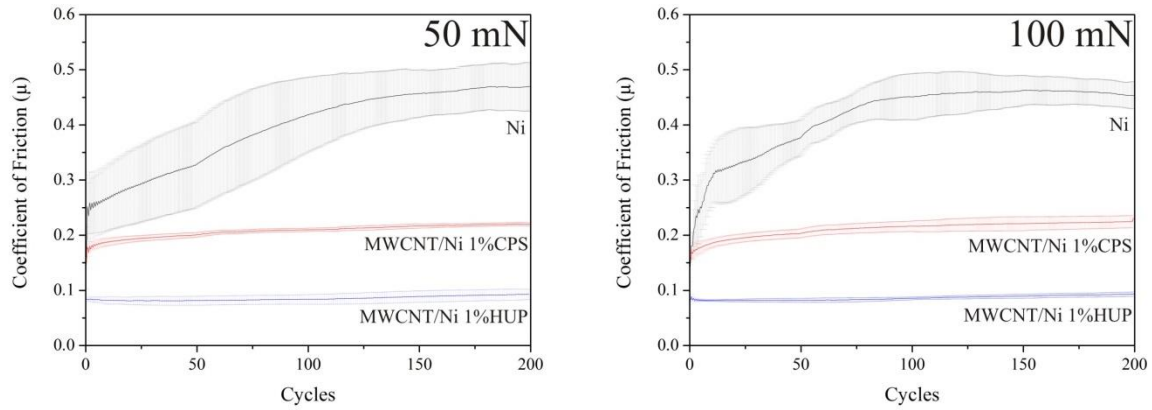 50 mN
Coefficient of Friction (μ)
0.6
0.5
0.4
0.3
0.2
0.1
0.0
Ni
MWCNT/Ni 1%CPS
MWCNT/Ni 1%HUP
0
50
100
150
200
Cycles
100 mN
Coefficient of Friction (μ)
0.6
0.5
0.4
0.3
0.2
0.1
0.0
Ni
MWCNT/Ni 1%CPS
MWCNT/Ni 1%HUP
0
50
100
150
200
Cycles